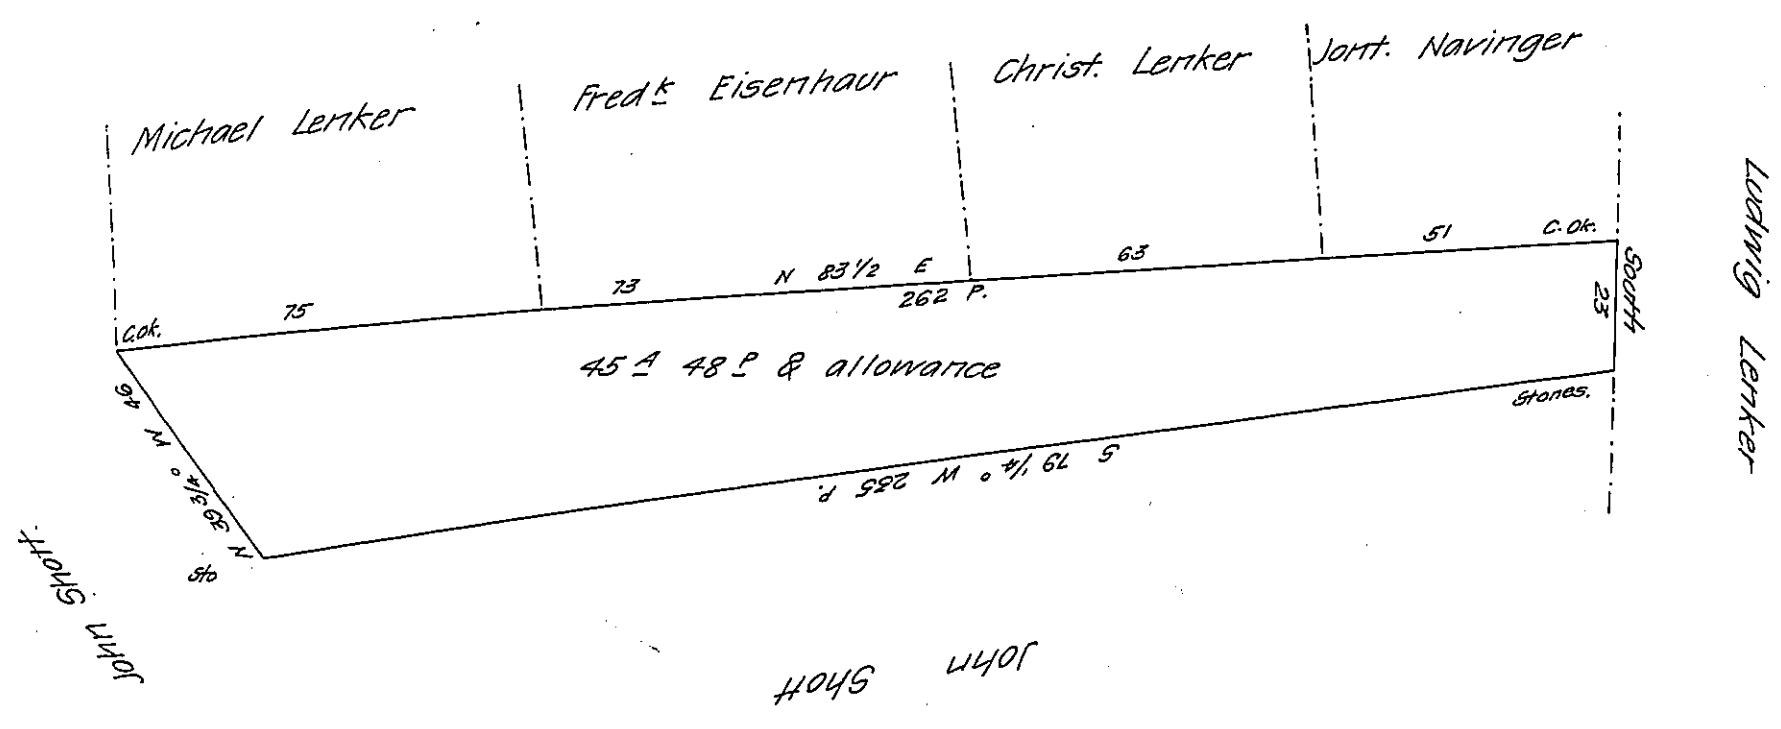 Michael Lenker
Fredk Eisenhaur
Christ. Lenker
Jont. Navinger
Ludwig Lenker
C.Ok.
75
73
N 83 1/2 E
262 P.
63
51
C.Ok.
South
23
45 A 48 P & allowance
Stones.
S 79 1/4° W 235 P.
N 39 3/4° W 46
Sto
John Shott.
John Shott